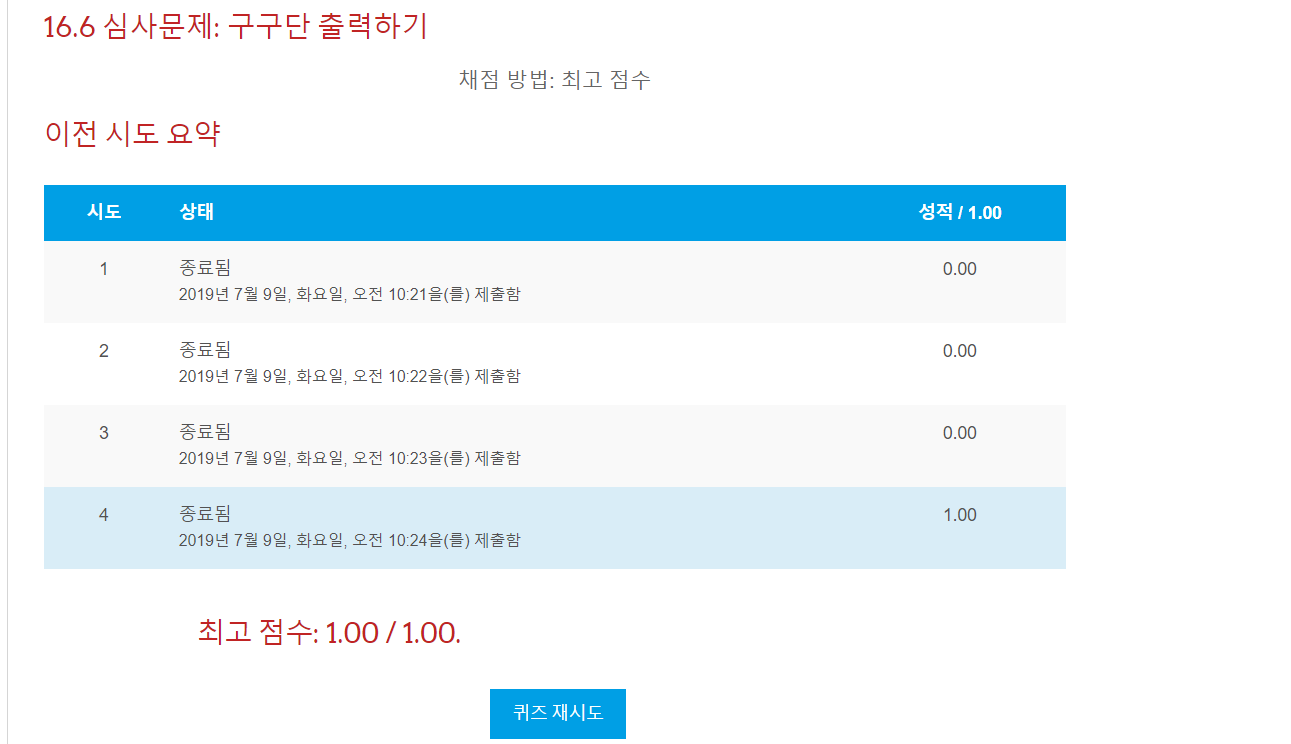 16.6 심사문제: 구구단 출력하기
채점 방법: 최고 점수
이전 시도 요약
시도 상태 성적 / 1.00
1 종료됨 0.00
2019년 7월 9일, 화요일, 오전 10:21을(를) 제출함
2 종료됨 0.00
2019년 7월 9일, 화요일, 오전 10:22을(를) 제출함
3 종료됨 0.00
2019년 7월 9일, 화요일, 오전 10:23을(를) 제출함
4 종료됨 1.00
2019년 7월 9일, 화요일, 오전 10:24을(를) 제출함
최고 점수: 1.00 / 1.00.
퀴즈 재시도